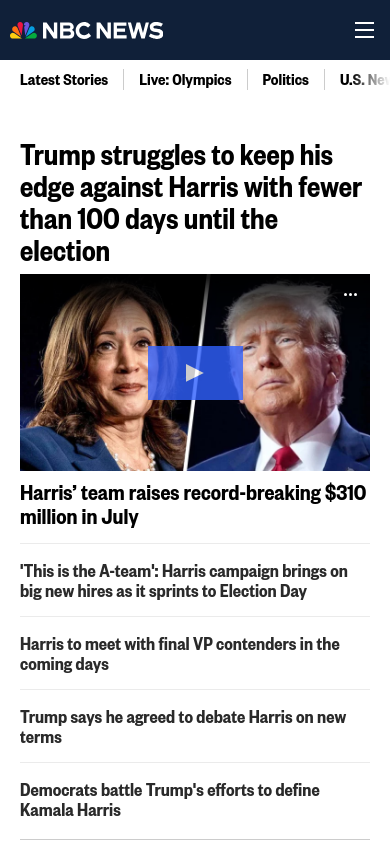 NBC NEWS
Latest Stories
Live: Olympics
Politics
U.S.
Trump struggles to keep his
edge against Harris with fewer
than 100 days until the
election
Harris’ team raises record-breaking $310
million in July
'This is the A-team': Harris campaign brings on
big new hires as it sprints to Election Day
Harris to meet with final VP contenders in the
coming days
Trump says he agreed to debate Harris on new
terms
Democrats battle Trump's efforts to define
Kamala Harris